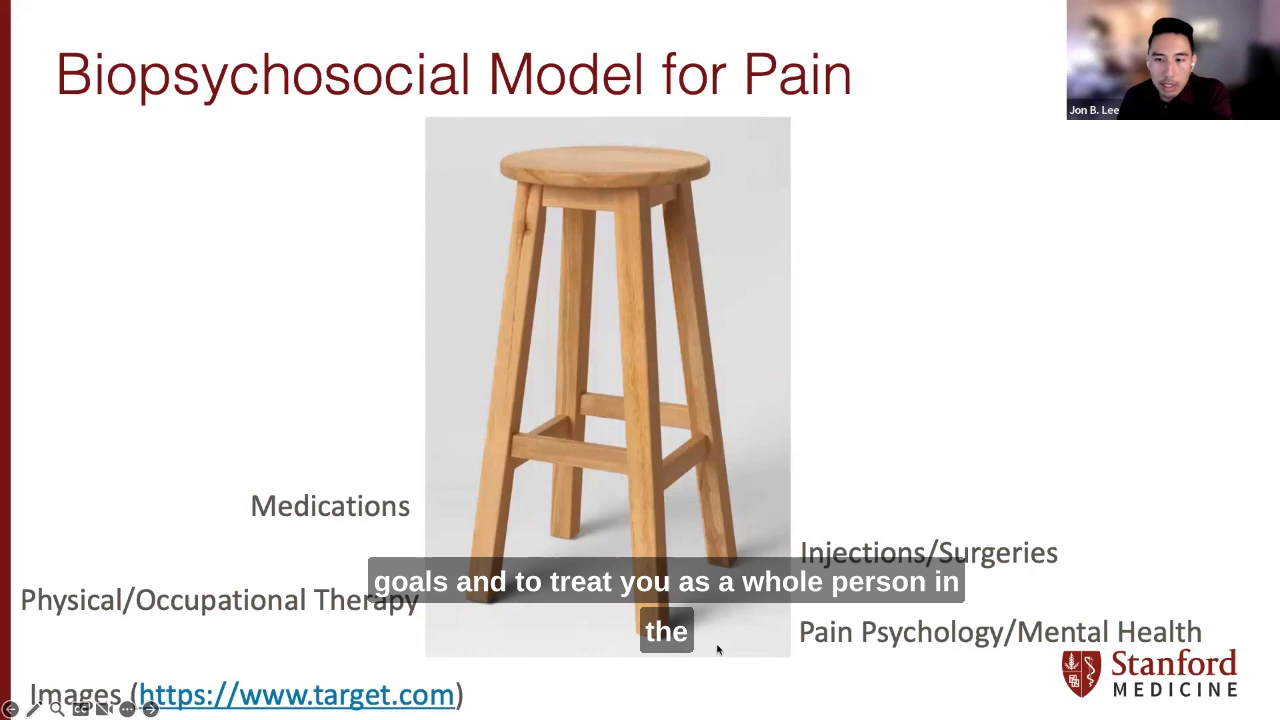 Biopsychosocial Model for Pain
Jon B. Lee
Medications
Injections/Surgeries
goals and to treat you as a whole person in
the
Physical/Occupational Therapy
Pain Psychology/Mental Health
Stanford
MEDICINE
Images (https://www.target.com)
CC